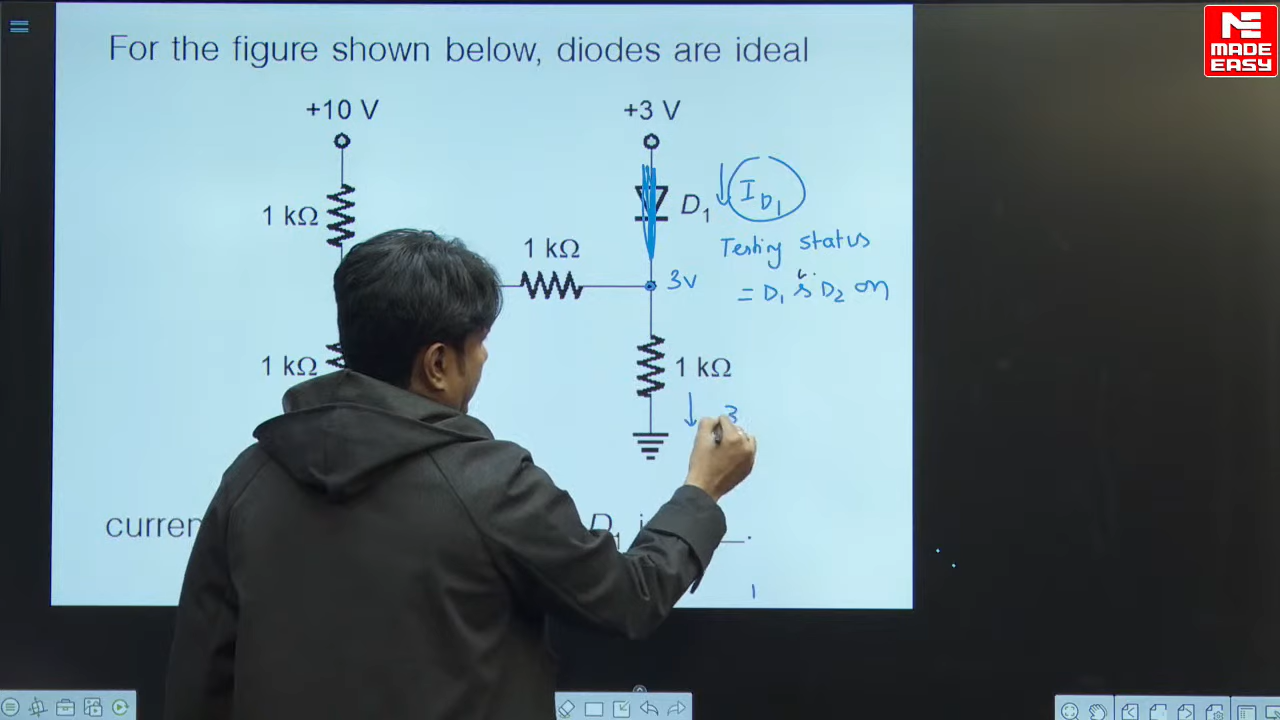 For the figure shown below, diodes are ideal
+10 V
+3 V
1 kΩ
D1
ID1
Testing status
= D1 & D2 on
1 kΩ
3V
1 kΩ
1 kΩ
3
curren
D1 i
MADE
EASY